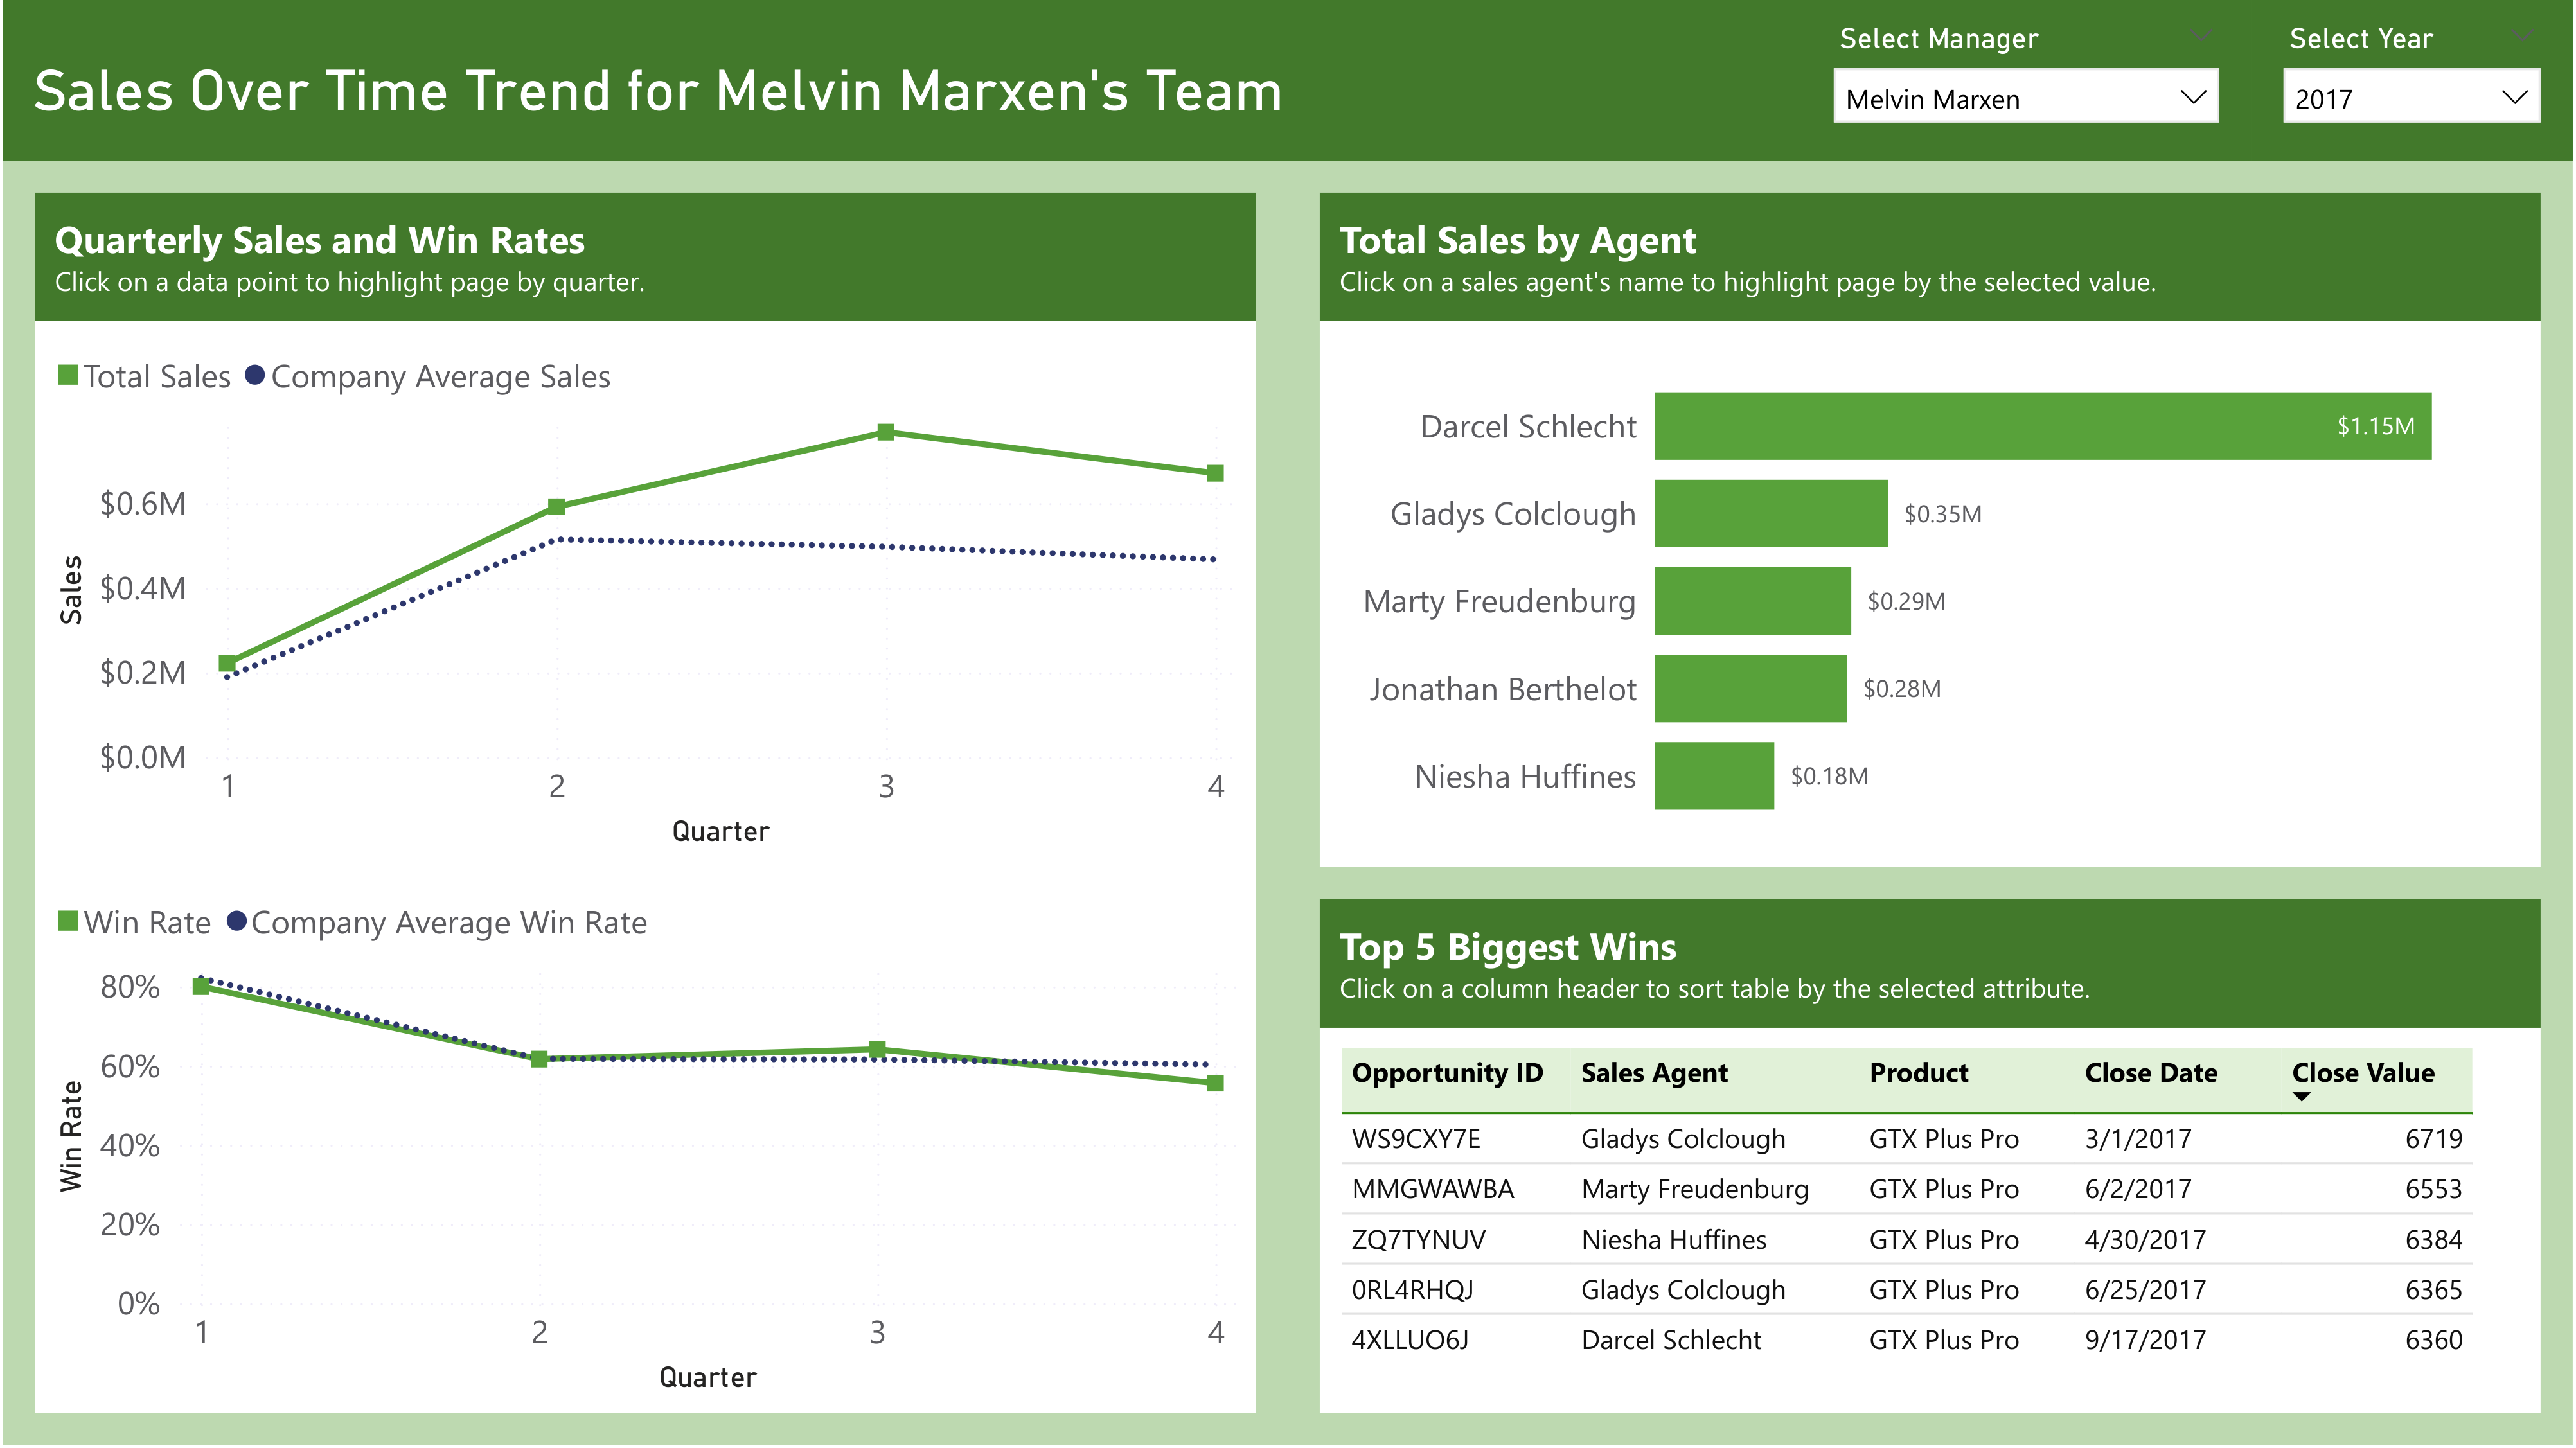 Sales Over Time Trend for Melvin Marxen's Team
Select Manager
Melvin Marxen
Select Year
2017
Quarterly Sales and Win Rates
Click on a data point to highlight page by quarter.
Total Sales Company Average Sales
Sales
$0.6M
$0.4M
$0.2M
$0.0M
1 2 3 4
Quarter
Win Rate Company Average Win Rate
Win Rate
80%
60%
40%
20%
0%
1 2 3 4
Quarter
Total Sales by Agent
Click on a sales agent's name to highlight page by the selected value.
Darcel Schlecht $1.15M
Gladys Colclough $0.35M
Marty Freudenburg $0.29M
Jonathan Berthelot $0.28M
Niesha Huffines $0.18M
Top 5 Biggest Wins
Click on a column header to sort table by the selected attribute.
Opportunity ID Sales Agent Product Close Date Close Value
WS9CXY7E Gladys Colclough GTX Plus Pro 3/1/2017 6719
MMGWAWBA Marty Freudenburg GTX Plus Pro 6/2/2017 6553
ZQ7TYNUV Niesha Huffines GTX Plus Pro 4/30/2017 6384
0RL4RHQJ Gladys Colclough GTX Plus Pro 6/25/2017 6365
4XLLUO6J Darcel Schlecht GTX Plus Pro 9/17/2017 6360